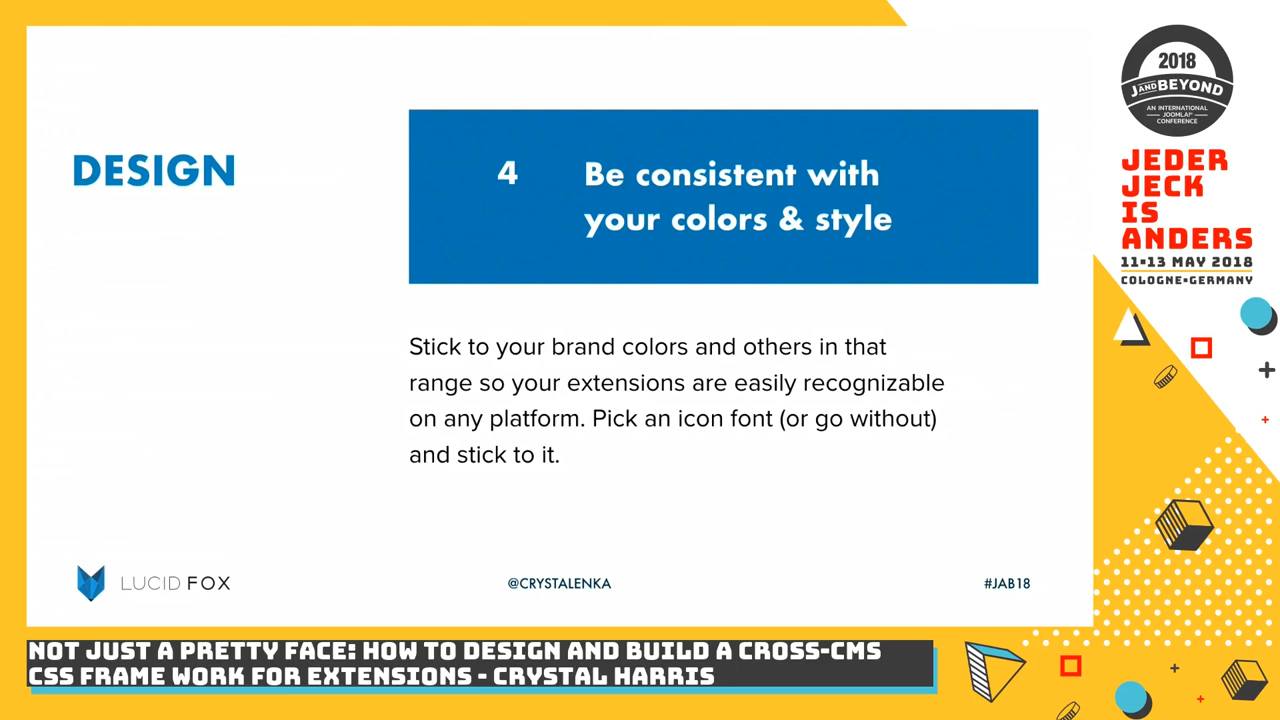 DESIGN
4
Be consistent with
your colors & style
Stick to your brand colors and others in that
range so your extensions are easily recognizable
on any platform. Pick an icon font (or go without)
and stick to it.
LUCID FOX
@CRYSTALENKA
#JAB18
2018
JANDBEYOND
AN INTERNATIONAL
JOOMLA!®
CONFERENCE
JEDER
JECK
IS
ANDERS
11-13 MAY 2018
COLOGNE•GERMANY
NOT JUST A PRETTY FACE: HOW TO DESIGN AND BUILD A CROSS-CMS
CSS FRAME WORK FOR EXTENSIONS - CRYSTAL HARRIS